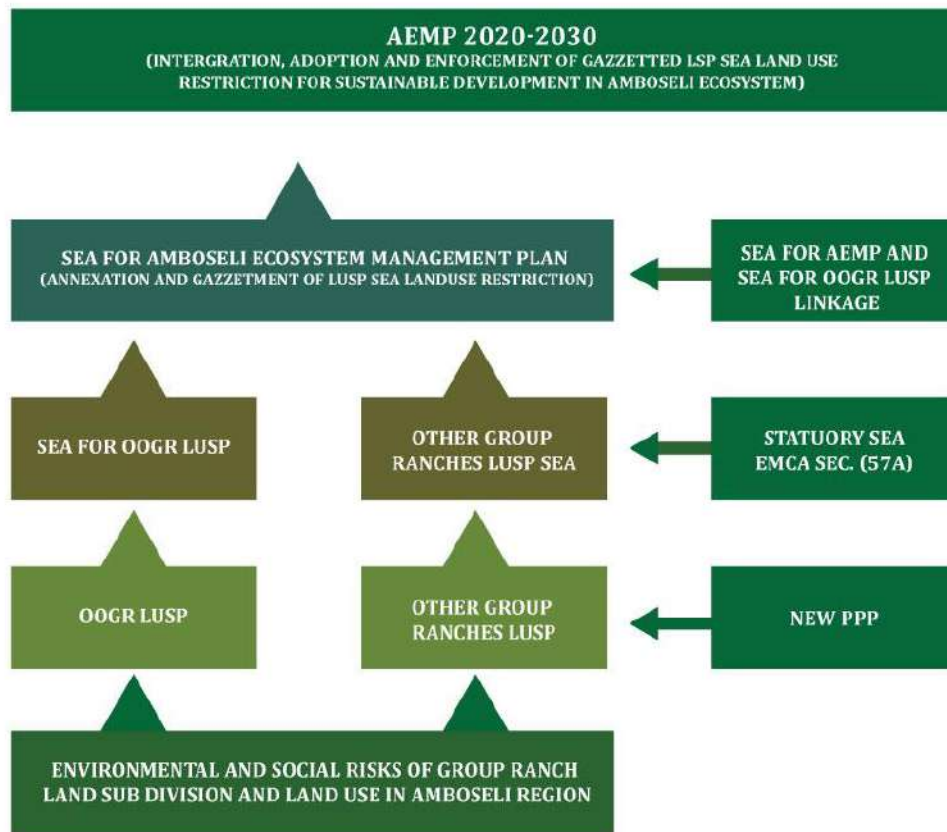 AEMP 2020-2030
(INTERGRATION, ADOPTION AND ENFORCEMENT OF GAZZETTED LSP SEA LAND USE
RESTRICTION FOR SUSTAINABLE DEVELOPMENT IN AMBOSELI ECOSYSTEM)
SEA FOR AMBOSELI ECOSYSTEM MANAGEMENT PLAN
(ANNEXATION AND GAZZETMENT OF LUSP SEA LANDUSE RESTRICTION)
SEA FOR AEMP AND
SEA FOR OOGR LUSP
LINKAGE
SEA FOR OOGR LUSP
OTHER GROUP
RANCHES LUSP SEA
STATUORY SEA
EMCA SEC. (57A)
OOGR LUSP
OTHER GROUP
RANCHES LUSP
NEW PPP
ENVIRONMENTAL AND SOCIAL RISKS OF GROUP RANCH
LAND SUB DIVISION AND LAND USE IN AMBOSELI REGION